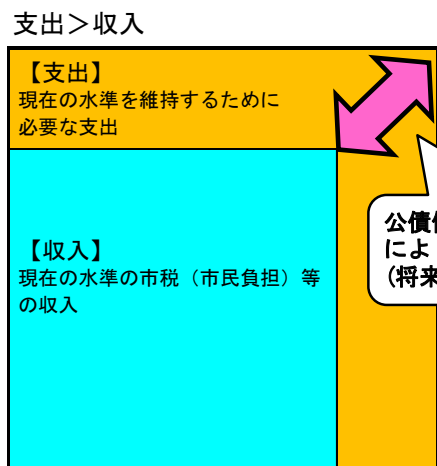 支出＞収入
【支出】
現在の水準を維持するために
必要な支出
【収入】
現在の水準の市税（市民負担）等
の収入
公債
によ
(将来